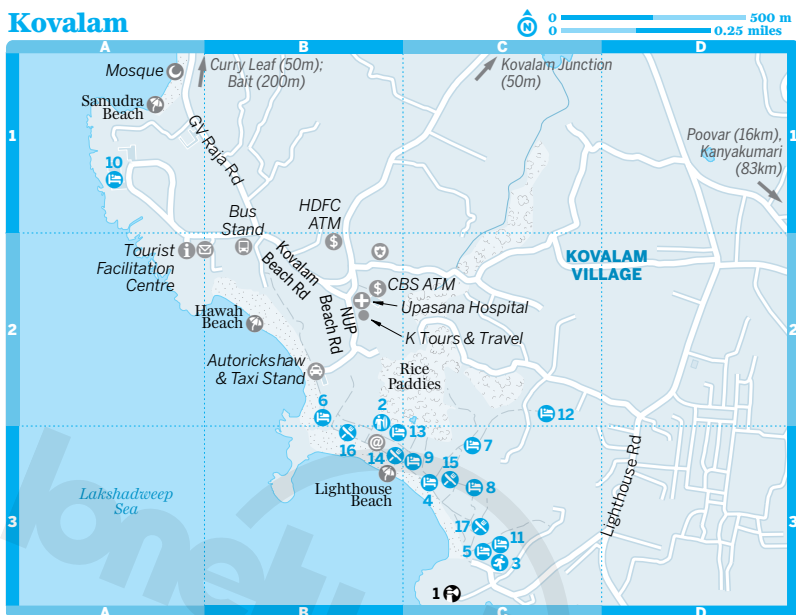 Kovalam
N
0 500 m
0 0.25 miles
A B C D
Mosque
Curry Leaf (50m);
Bait (200m)
Kovalam Junction
(50m)
Samudra
Beach
GV Raja Rd
1 1
Poovar (16km),
Kanyakumari
(83km)
10
Bus
Stand
HDFC
ATM
$
Tourist
Facilitation
Centre
i
Kovalam
Beach Rd
KOVALAM
VILLAGE
$
CBS ATM
Upasana Hospital
NUP
Beach Rd
K Tours & Travel
Hawah
Beach
2 2
Autorickshaw
& Taxi Stand
Rice
Paddies
6
2
12
13
16
@
7
14
9
15
Lighthouse
Beach
4
8
Lighthouse Rd
Lakshadweep
Sea
3 3
17
11
5
3
1
lonely
A B C D